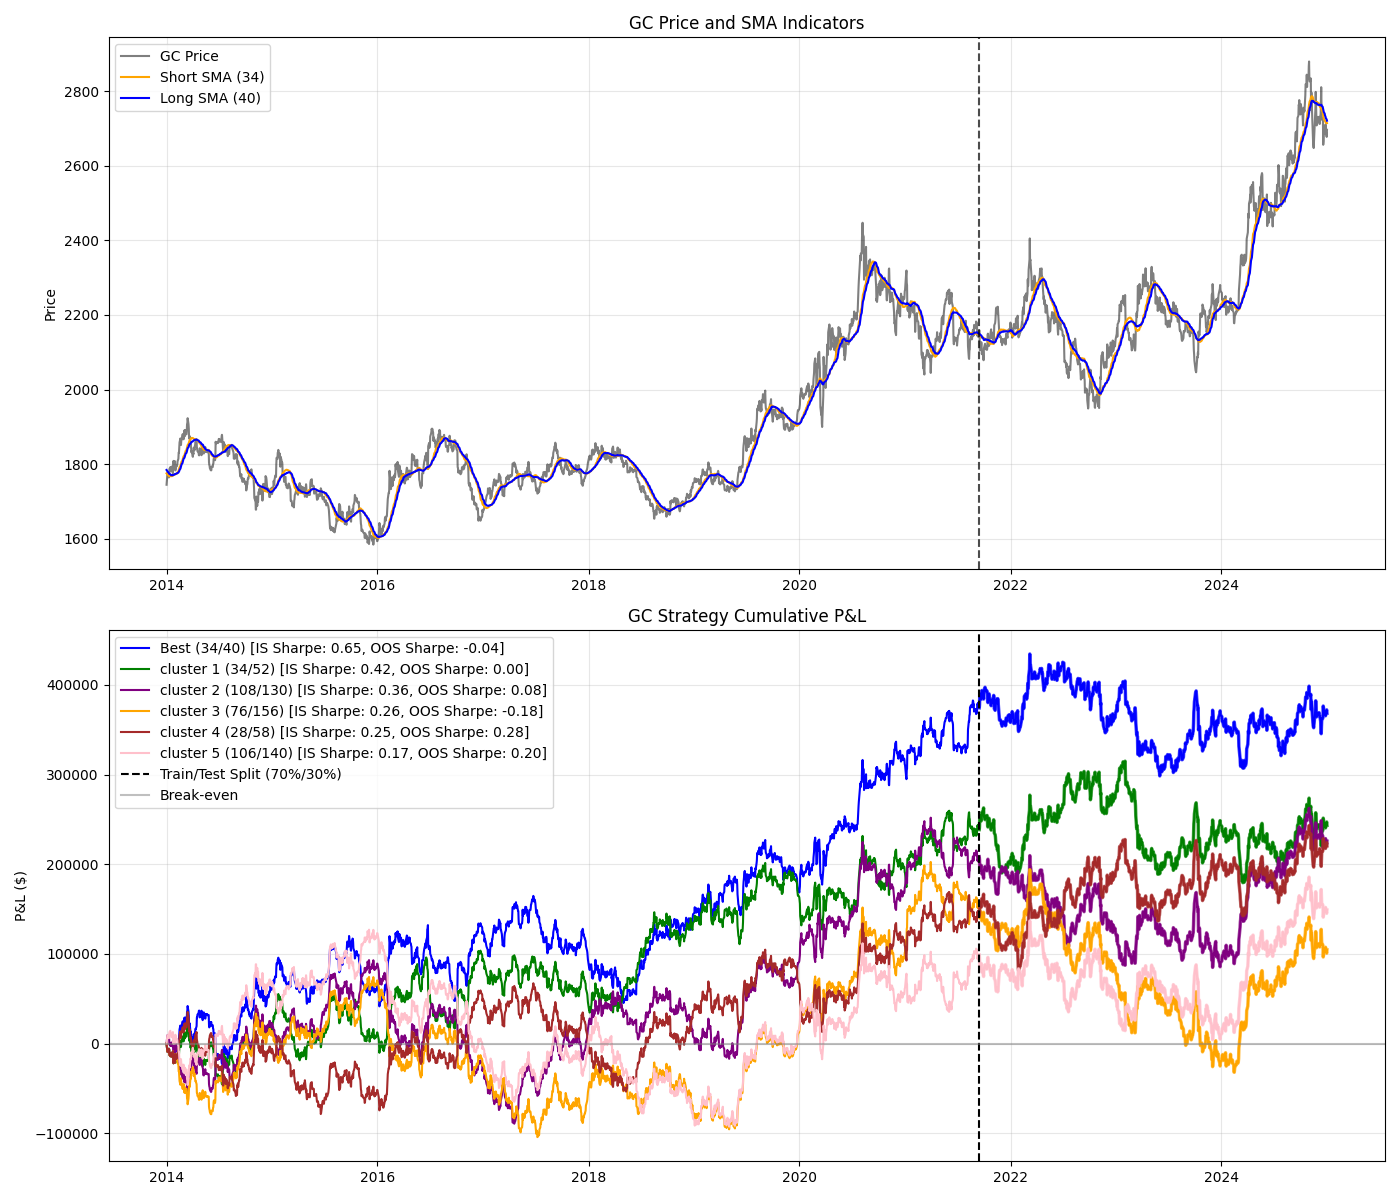 GC Price and SMA Indicators
GC Price
Short SMA (34)
Long SMA (40)
Price
2800
2600
2400
2200
2000
1800
1600
2014 2016 2018 2020 2022 2024
GC Strategy Cumulative P&L
Best (34/40) [IS Sharpe: 0.65, OOS Sharpe: -0.04]
cluster 1 (34/52) [IS Sharpe: 0.42, OOS Sharpe: 0.00]
cluster 2 (108/130) [IS Sharpe: 0.36, OOS Sharpe: 0.08]
cluster 3 (76/156) [IS Sharpe: 0.26, OOS Sharpe: -0.18]
cluster 4 (28/58) [IS Sharpe: 0.25, OOS Sharpe: 0.28]
cluster 5 (106/140) [IS Sharpe: 0.17, OOS Sharpe: 0.20]
Train/Test Split (70%/30%)
Break-even
P&L ($)
400000
300000
200000
100000
0
−100000
2014 2016 2018 2020 2022 2024